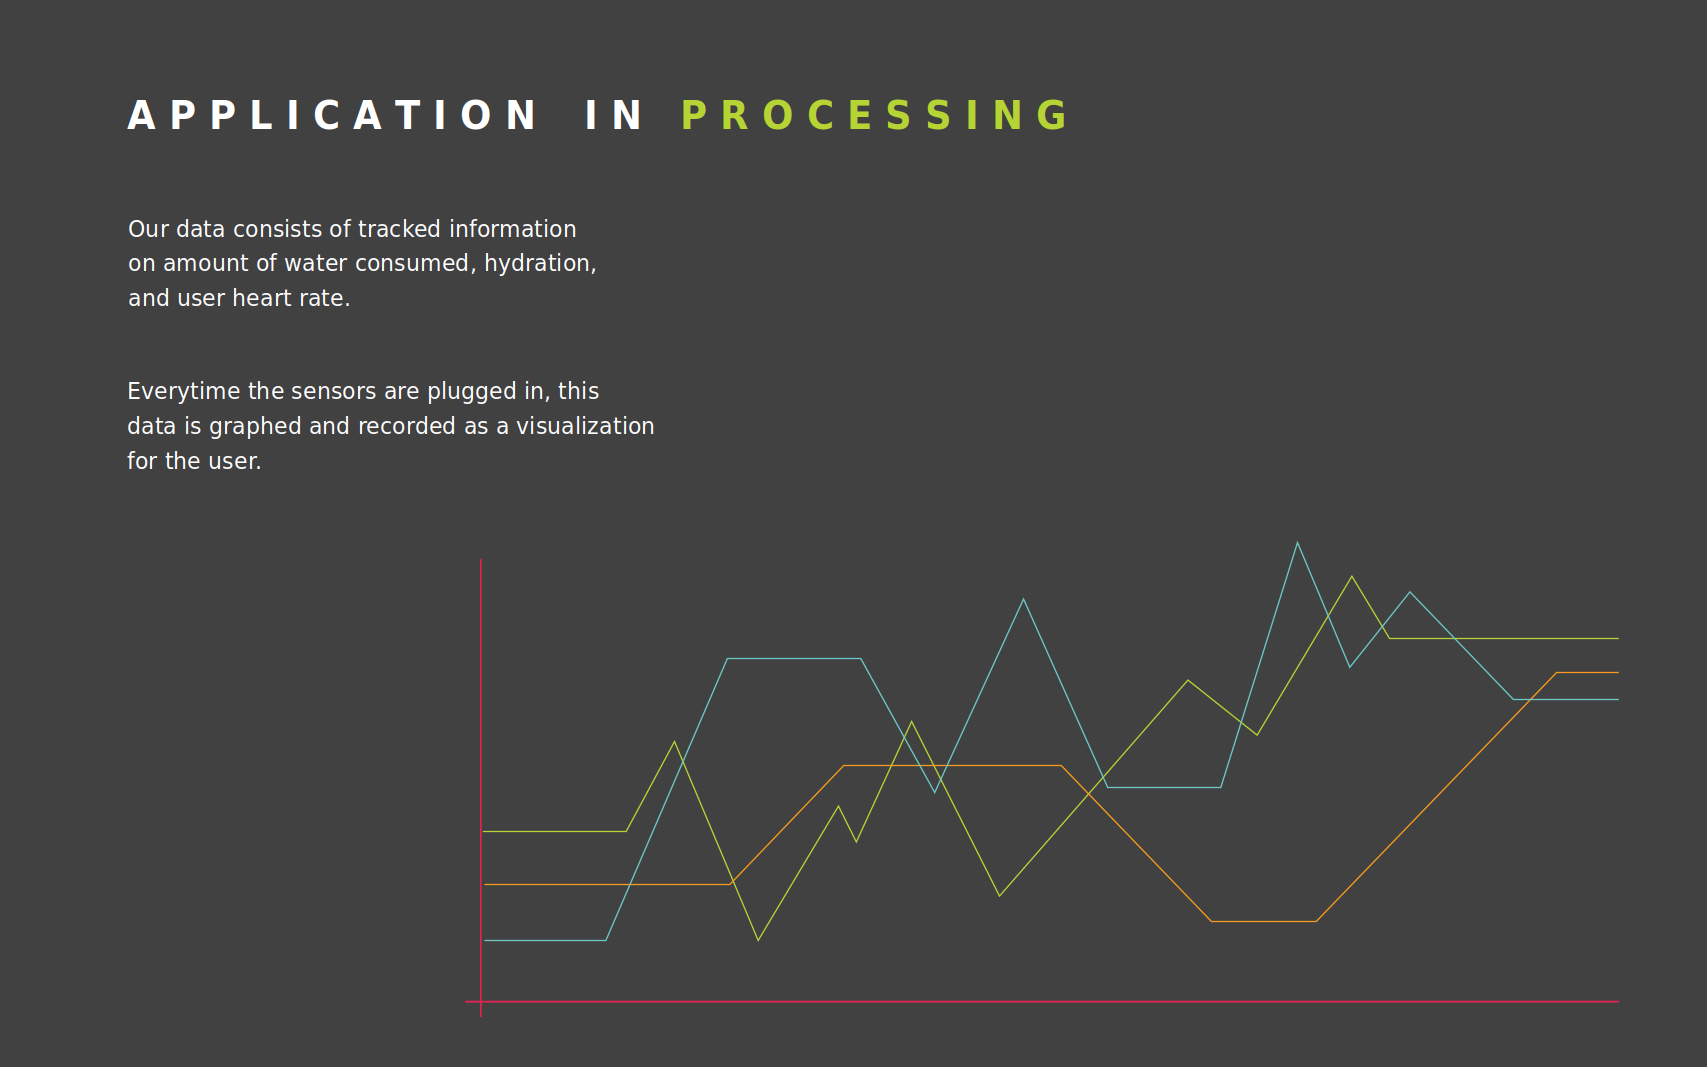 APPLICATION IN PROCESSING
Our data consists of tracked information
on amount of water consumed, hydration,
and user heart rate.
Everytime the sensors are plugged in, this
data is graphed and recorded as a visualization
for the user.